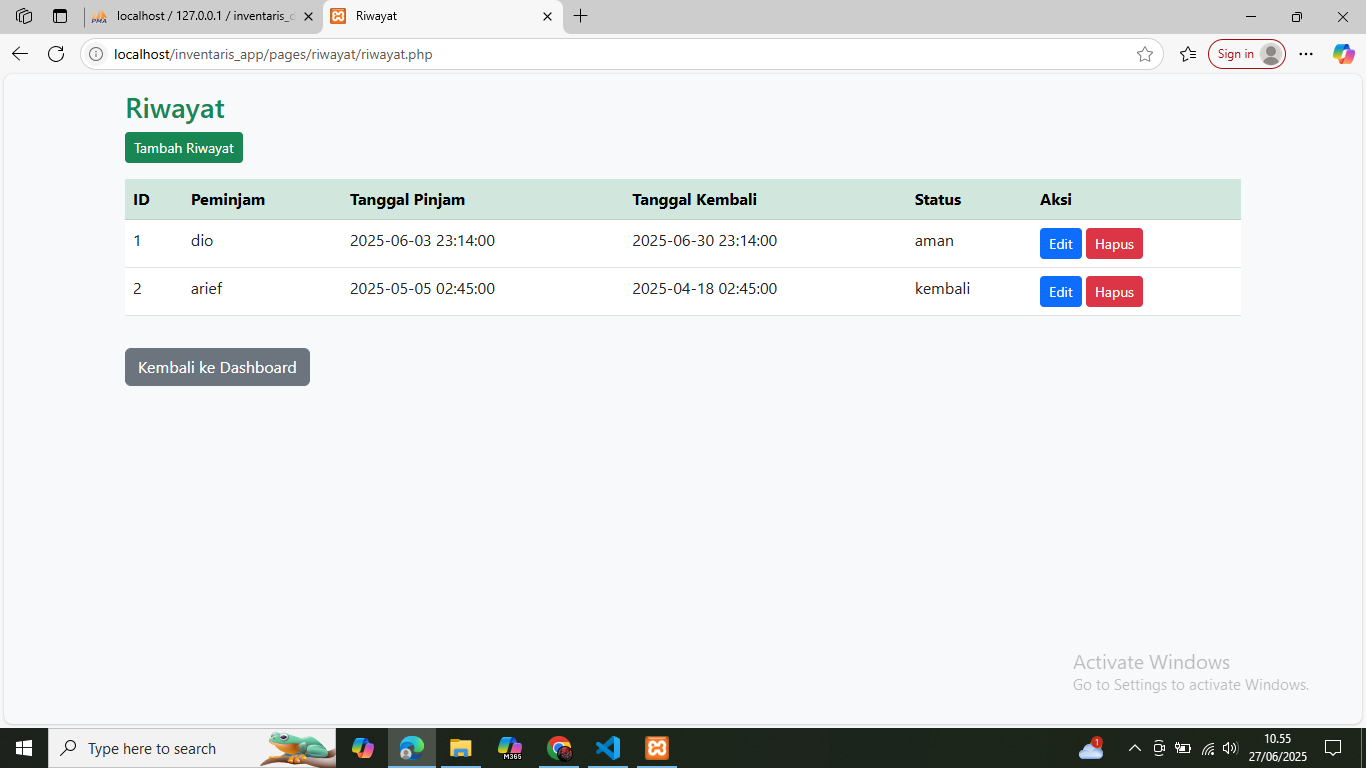 localhost / 127.0.0.1 / inventaris_d
Riwayat
localhost/inventaris_app/pages/riwayat/riwayat.php
Sign in
Riwayat
Tambah Riwayat
ID Peminjam Tanggal Pinjam Tanggal Kembali Status Aksi
1 dio 2025-06-03 23:14:00 2025-06-30 23:14:00 aman Edit Hapus
2 arief 2025-05-05 02:45:00 2025-04-18 02:45:00 kembali Edit Hapus
Kembali ke Dashboard
Activate Windows
Go to Settings to activate Windows.
Type here to search
M365
1
10.55
27/06/2025